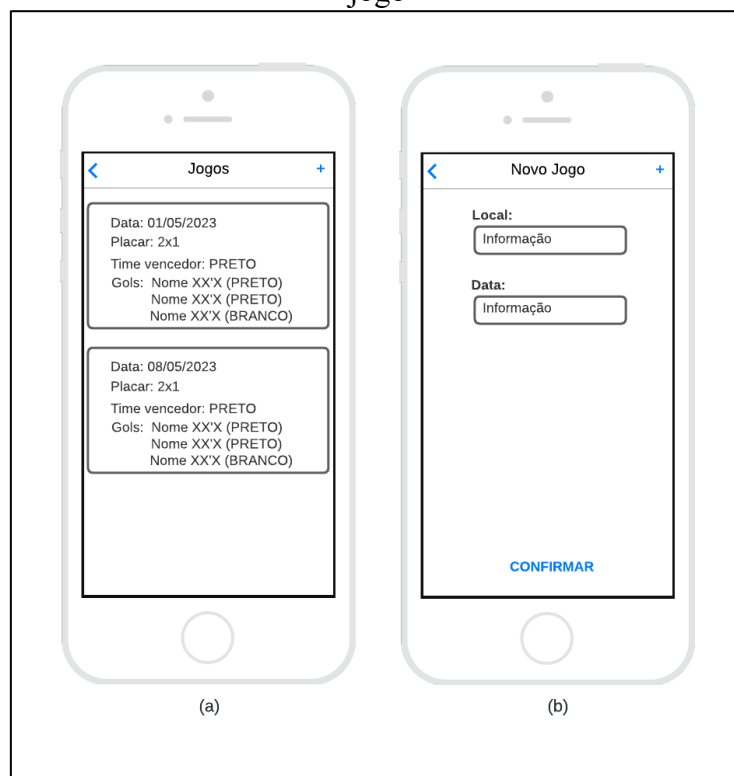 jogo
Jogos +
Data: 01/05/2023
Placar: 2x1
Time vencedor: PRETO
Gols: Nome XX'X (PRETO)
Nome XX'X (PRETO)
Nome XX'X (BRANCO)
Data: 08/05/2023
Placar: 2x1
Time vencedor: PRETO
Gols: Nome XX'X (PRETO)
Nome XX'X (PRETO)
Nome XX'X (BRANCO)
(a)
Novo Jogo +
Local:
Informação
Data:
Informação
CONFIRMAR
(b)